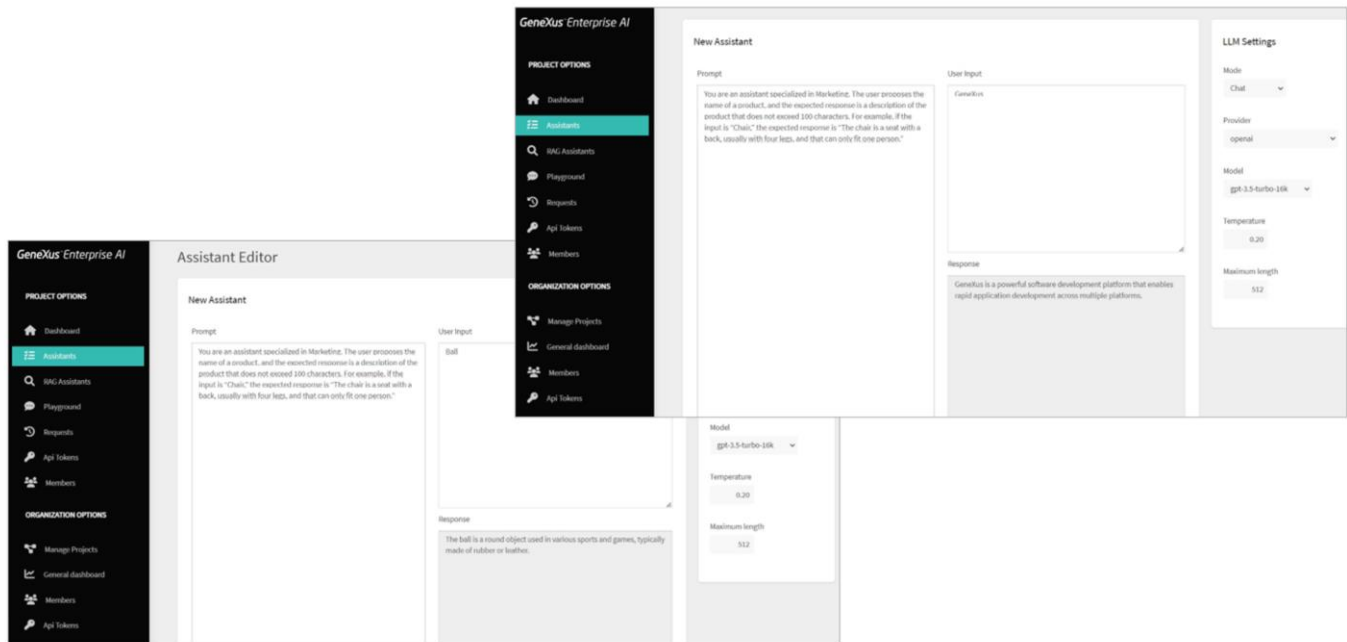 GeneXus Enterprise AI
PROJECT OPTIONS
Dashboard
Assistants
RAG Assistants
Playground
Requests
Api Tokens
Members
ORGANIZATION OPTIONS
Manage Projects
General dashboard
Members
Api Tokens
New Assistant
Prompt
You are an assistant specialized in Marketing. The user proposes the
name of a product, and the expected response is a description of the
product that does not exceed 100 characters. For example, if the
input is "Chair," the expected response is "The chair is a seat with a
back, usually with four legs, and that can only fit one person."
User Input
GeneXus
Response
GeneXus is a powerful software development platform that enables
rapid application development across multiple platforms.
LLM Settings
Mode
Chat
Provider
openai
Model
gpt-3.5-turbo-16k
Temperature
0.20
Maximum length
512
GeneXus Enterprise AI
PROJECT OPTIONS
Dashboard
Assistants
RAG Assistants
Playground
Requests
Api Tokens
Members
ORGANIZATION OPTIONS
Manage Projects
General dashboard
Members
Api Tokens
Assistant Editor
New Assistant
Prompt
You are an assistant specialized in Marketing. The user proposes the
name of a product, and the expected response is a description of the
product that does not exceed 100 characters. For example, if the
input is "Chair," the expected response is "The chair is a seat with a
back, usually with four legs, and that can only fit one person."
User Input
Ball
Response
The ball is a round object used in various sports and games, typically
made of rubber or leather.
Model
gpt-3.5-turbo-16k
Temperature
0.20
Maximum length
512